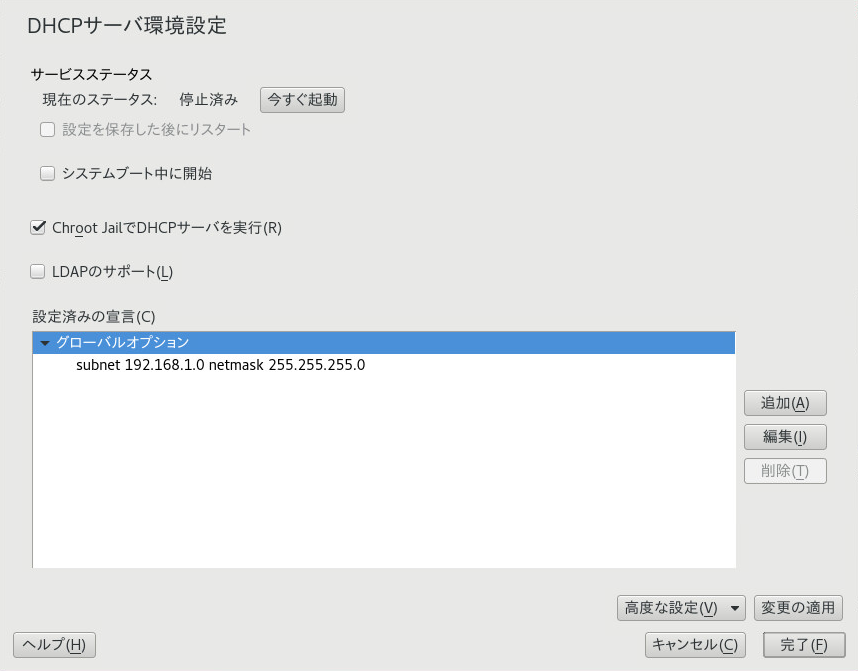 DHCPサーバ環境設定
サービスステータス
現在のステータス: 停止済み 今すぐ起動
設定を保存した後にリスタート
システムブート中に開始
Chroot JailでDHCPサーバを実行(R)
LDAPのサポート(L)
設定済みの宣言(C)
グローバルオプション
subnet 192.168.1.0 netmask 255.255.255.0
追加(A)
編集(I)
削除(T)
高度な設定(V) 変更の適用
ヘルプ(H) キャンセル(C) 完了(F)